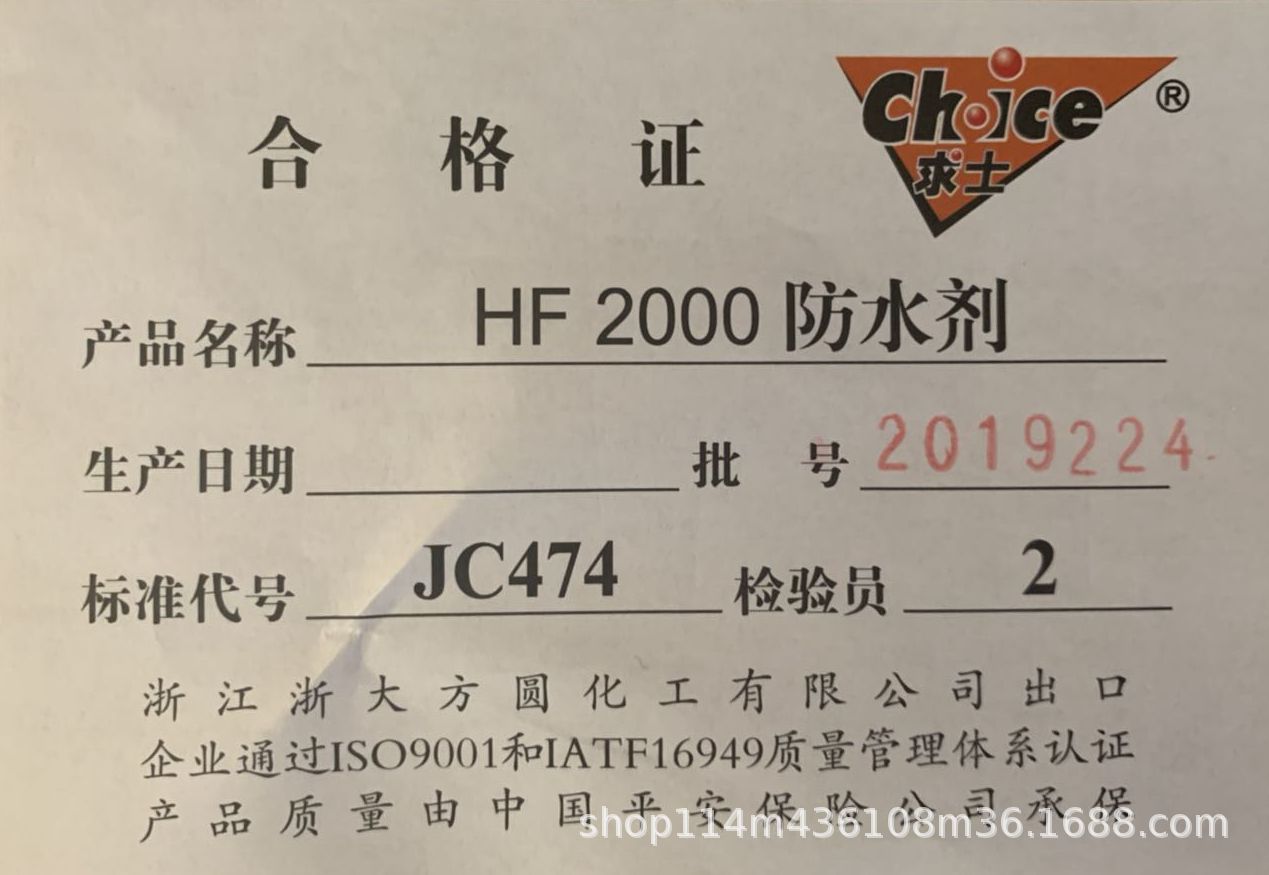 合格证
Choice ®
求士
产品名称 HF 2000 防水剂
生产日期 批号 2019224
标准代号 JC474 检验员 2
浙江浙大方圆化工有限公司出口
企业通过ISO9001和IATF16949质量管理体系认证
产品质量由中国平安保险公司承保
shop114m436108m36.1688.com